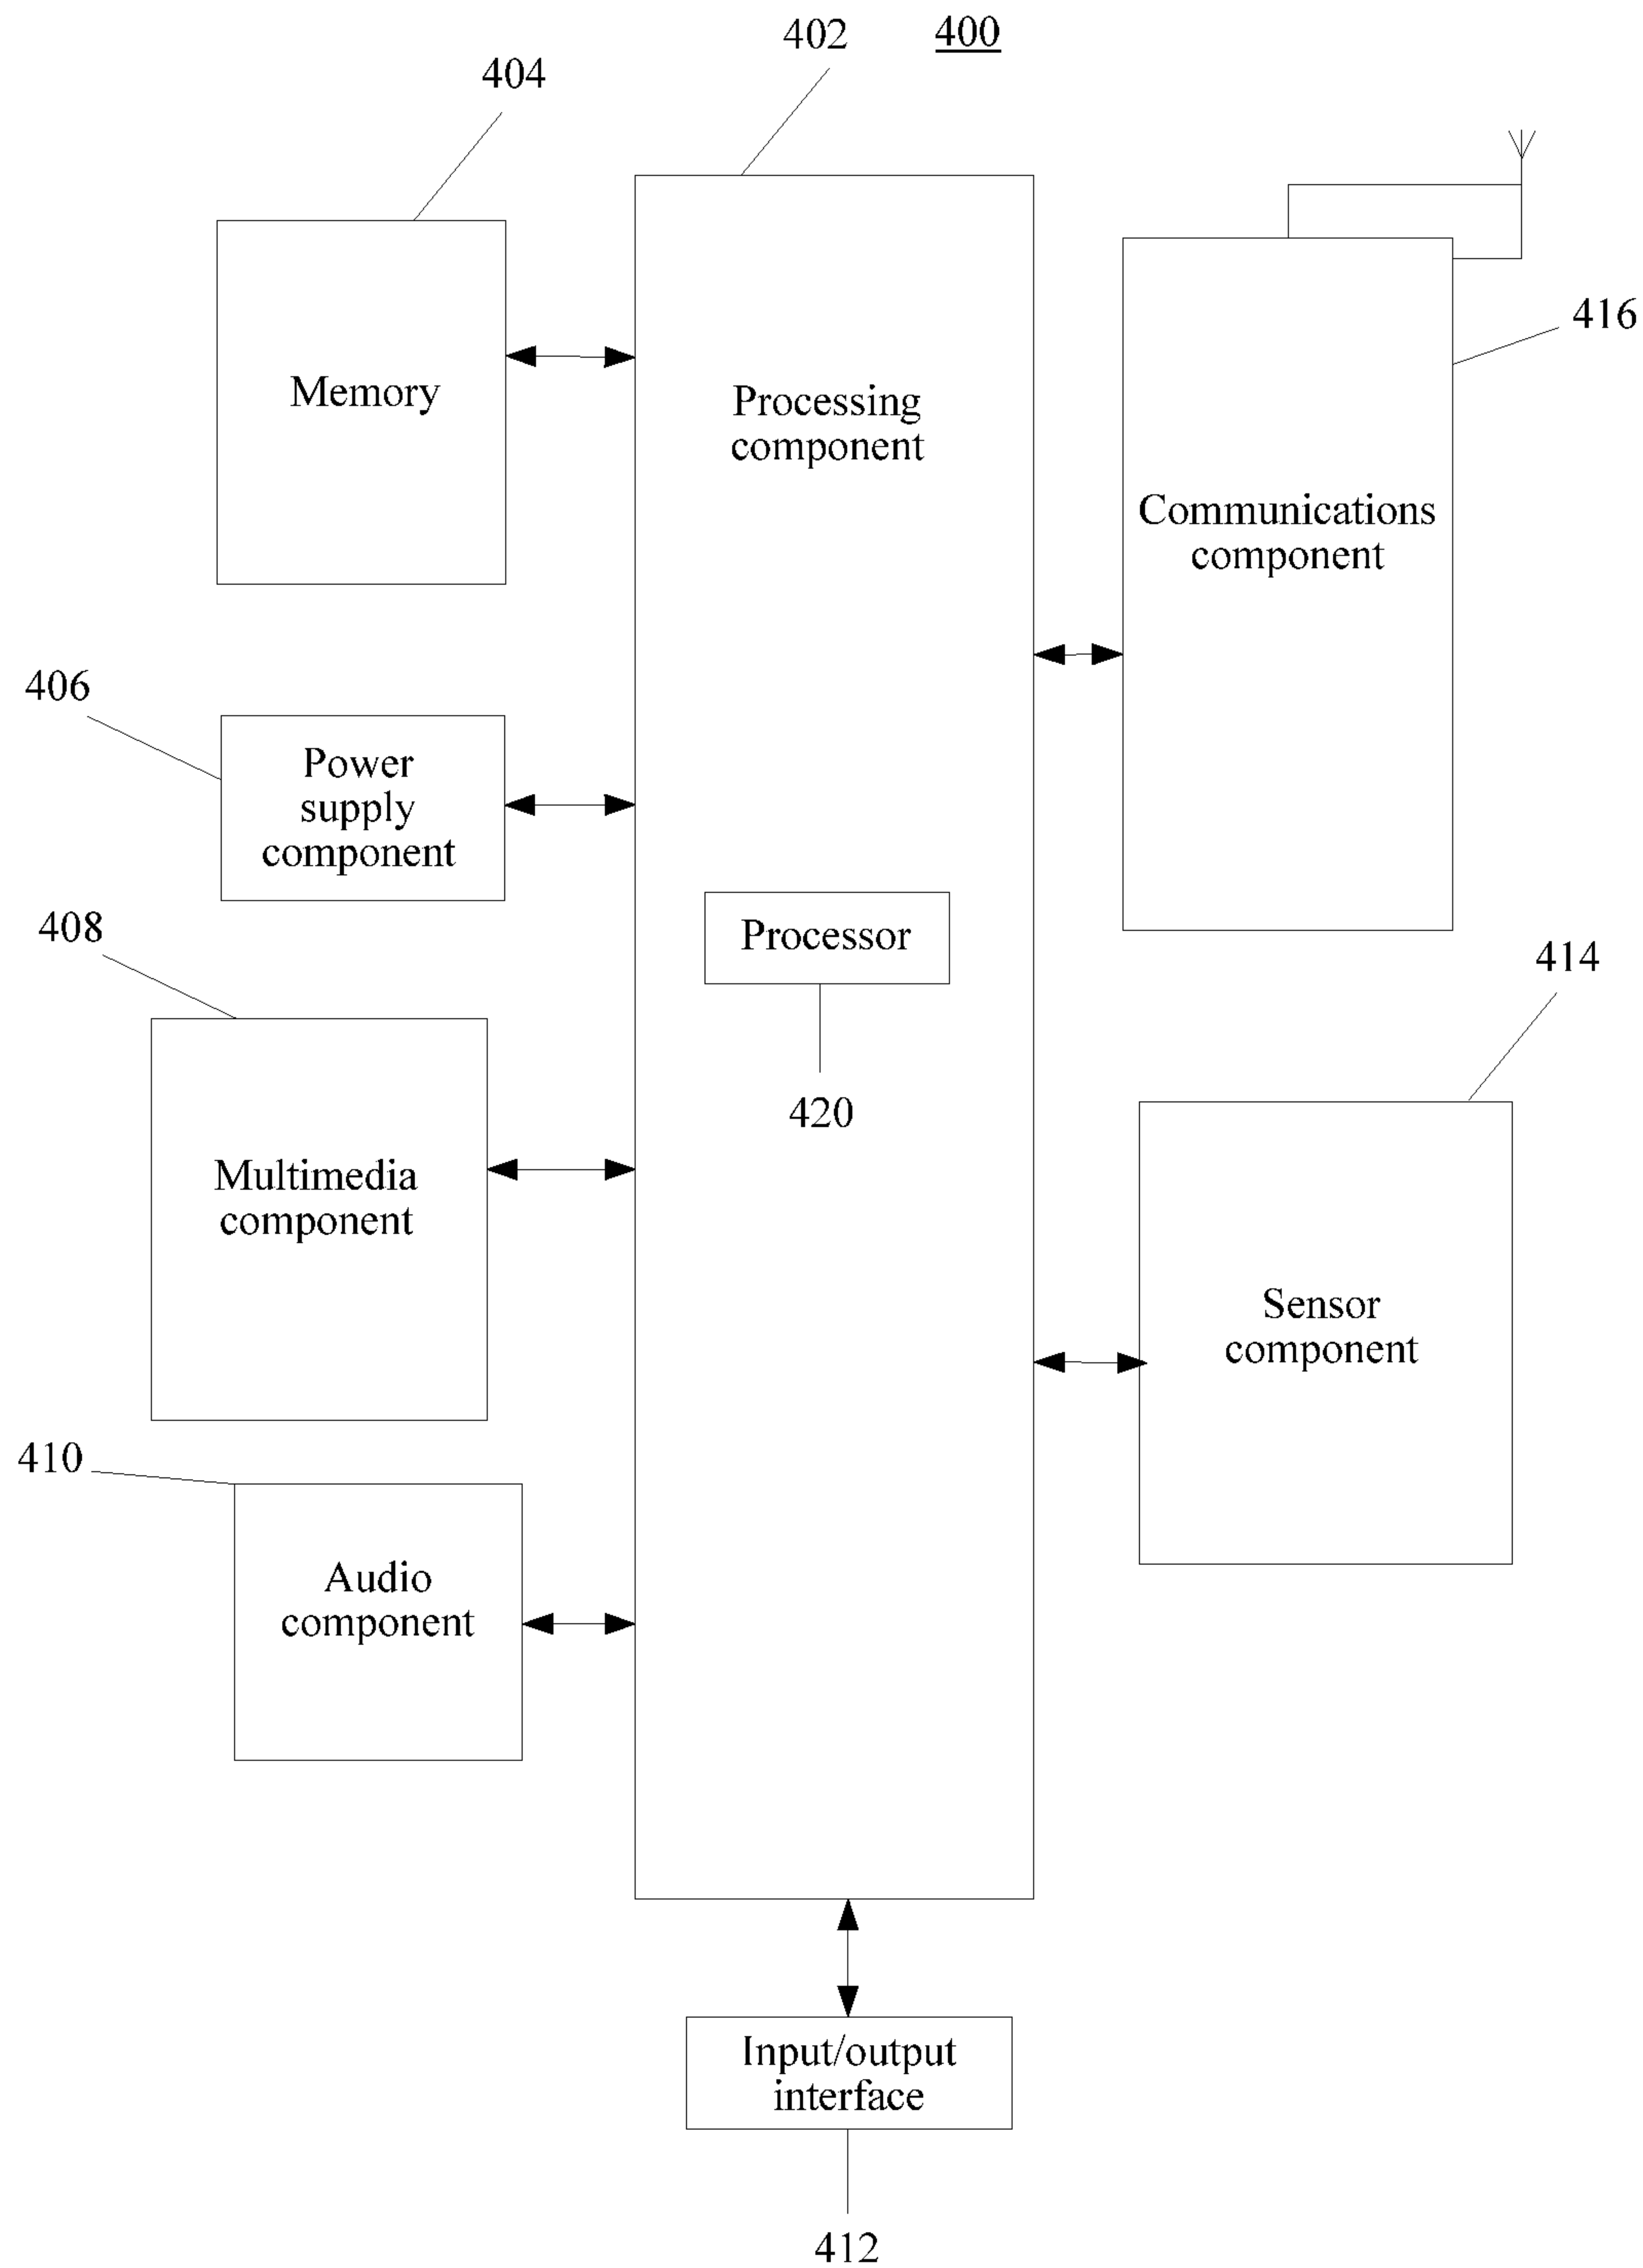 402
400
404
416
Memory
Processing
component
Communications
component
406
Power
supply
component
408
Processor
414
420
Multimedia
component
Sensor
component
410
Audio
component
Input/output
interface
412